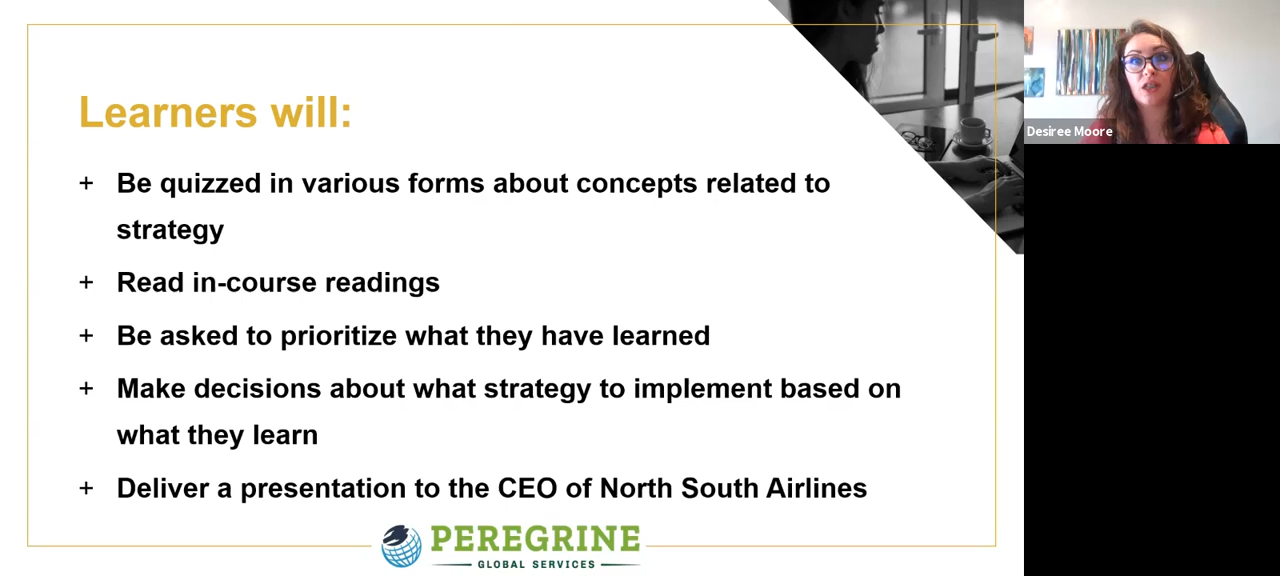 Learners will:
+ Be quizzed in various forms about concepts related to
strategy
+ Read in-course readings
+ Be asked to prioritize what they have learned
+ Make decisions about what strategy to implement based on
what they learn
+ Deliver a presentation to the CEO of North South Airlines
PEREGRINE
GLOBAL SERVICES
Desiree Moore